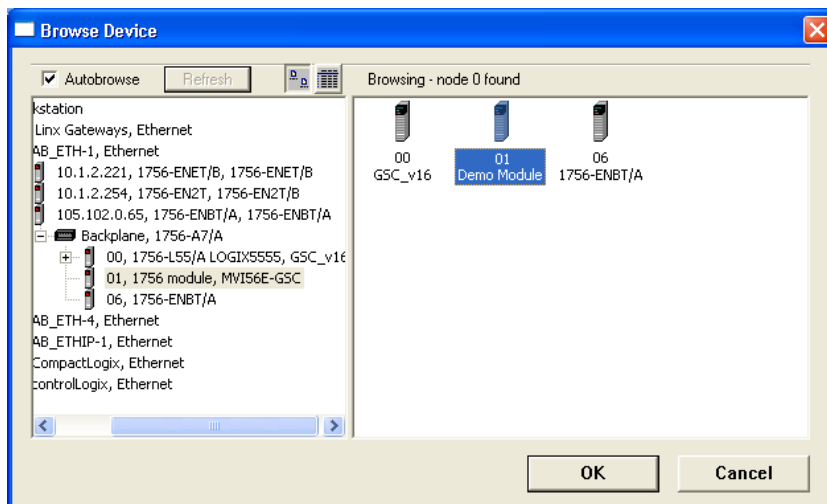 Browse Device
Autobrowse
Refresh
Browsing - node 0 found
kstation
Linx Gateways, Ethernet
AB_ETH-1, Ethernet
10.1.2.221, 1756-ENET/B, 1756-ENET/B
10.1.2.254, 1756-EN2T, 1756-EN2T/B
105.102.0.65, 1756-ENBT/A, 1756-ENBT/A
Backplane, 1756-A7/A
00, 1756-L55/A LOGIX5555, GSC_v16
01, 1756 module, MVI56E-GSC
06, 1756-ENBT/A
AB_ETH-4, Ethernet
AB_ETHIP-1, Ethernet
CompactLogix, Ethernet
controlLogix, Ethernet
00
GSC_v16
01
Demo Module
06
1756-ENBT/A
OK
Cancel